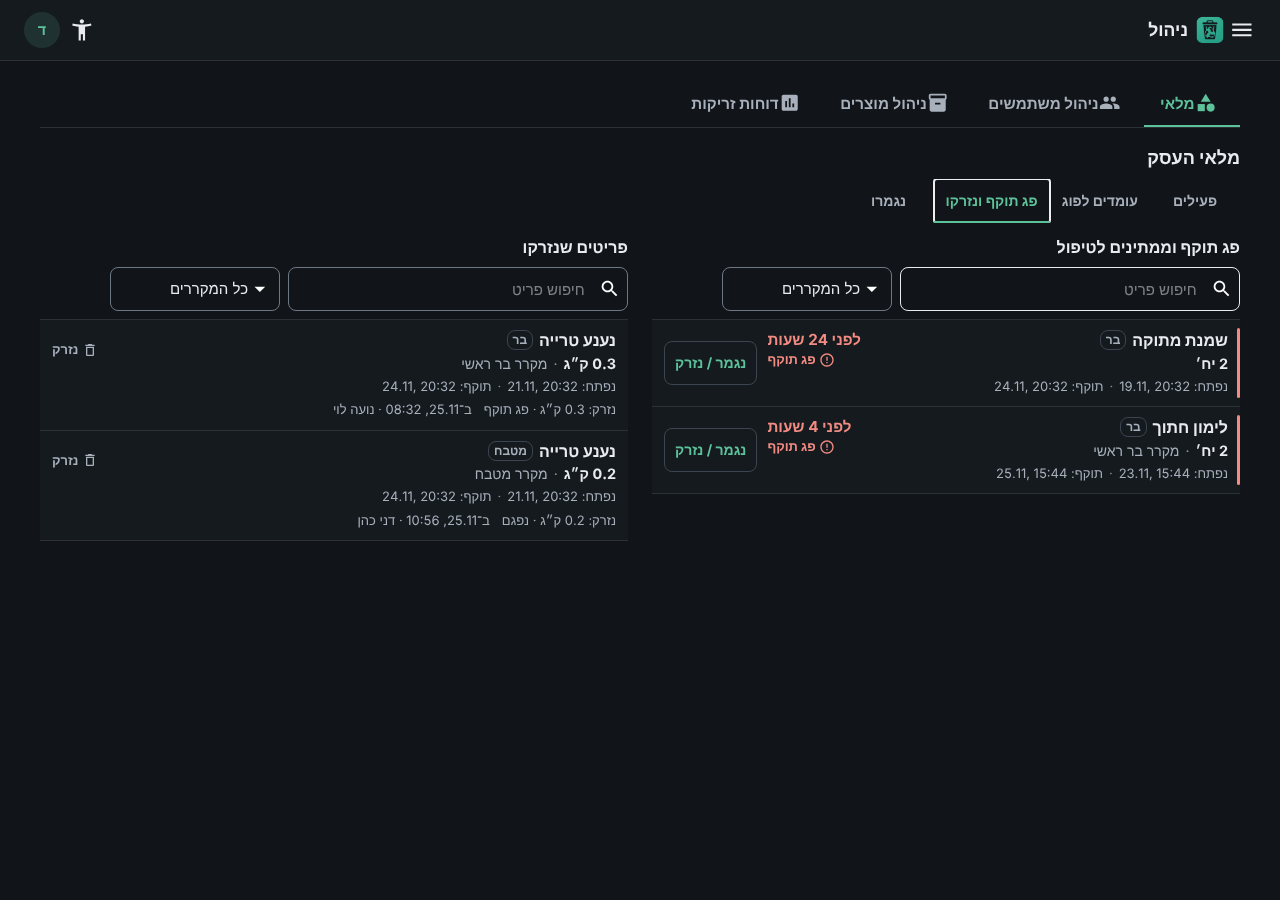 ניהול
ד
מלאי
ניהול משתמשים
ניהול מוצרים
דוחות זריקות
מלאי העסק
פעילים
עומדים לפוג
פג תוקף ונזרקו
נגמרו
פג תוקף וממתינים לטיפול
חיפוש פריט
כל המקררים
שמנת מתוקה בר
2 יח׳
נפתח: 19.11, 20:32 · תוקף: 24.11, 20:32
לפני 24 שעות
פג תוקף
נגמר / נזרק
לימון חתוך בר
2 יח׳ · מקרר בר ראשי
נפתח: 23.11, 15:44 · תוקף: 25.11, 15:44
לפני 4 שעות
פג תוקף
נגמר / נזרק
פריטים שנזרקו
חיפוש פריט
כל המקררים
נענע טרייה בר
0.3 ק״ג · מקרר בר ראשי
נפתח: 21.11, 20:32 · תוקף: 24.11, 20:32
נזרק: 0.3 ק״ג · פג תוקף ב־25.11, 08:32 · נועה לוי
נזרק
נענע טרייה מטבח
0.2 ק״ג · מקרר מטבח
נפתח: 21.11, 20:32 · תוקף: 24.11, 20:32
נזרק: 0.2 ק״ג · נפגם ב־25.11, 10:56 · דני כהן
נזרק